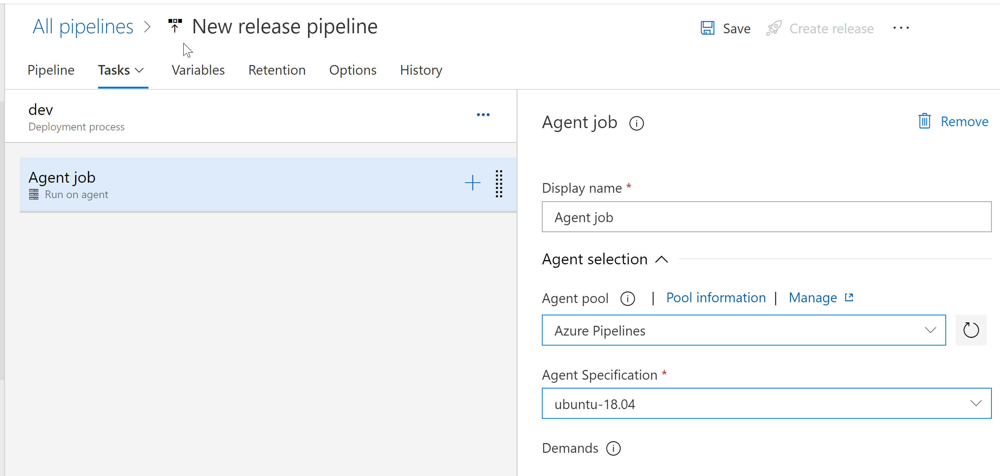 All pipelines > New release pipeline
Save Create release ...
Pipeline Tasks Variables Retention Options History
dev
Deployment process
Agent job
Run on agent
Agent job
Remove
Display name *
Agent job
Agent selection
Agent pool | Pool information | Manage
Azure Pipelines
Agent Specification *
ubuntu-18.04
Demands